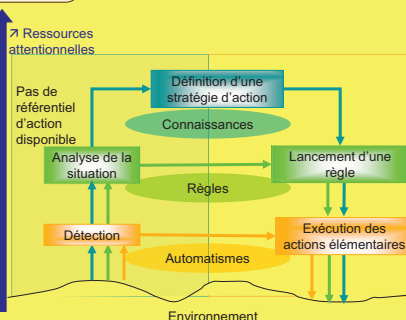 ↗ Ressources
attentionnelles
Pas de
référentiel
d'action
disponible
Définition d'une
stratégie d'action
Connaissances
Analyse de la
situation
Lancement d'une
règle
Règles
Détection
Exécution des
actions élémentaires
Automatismes
Environnement